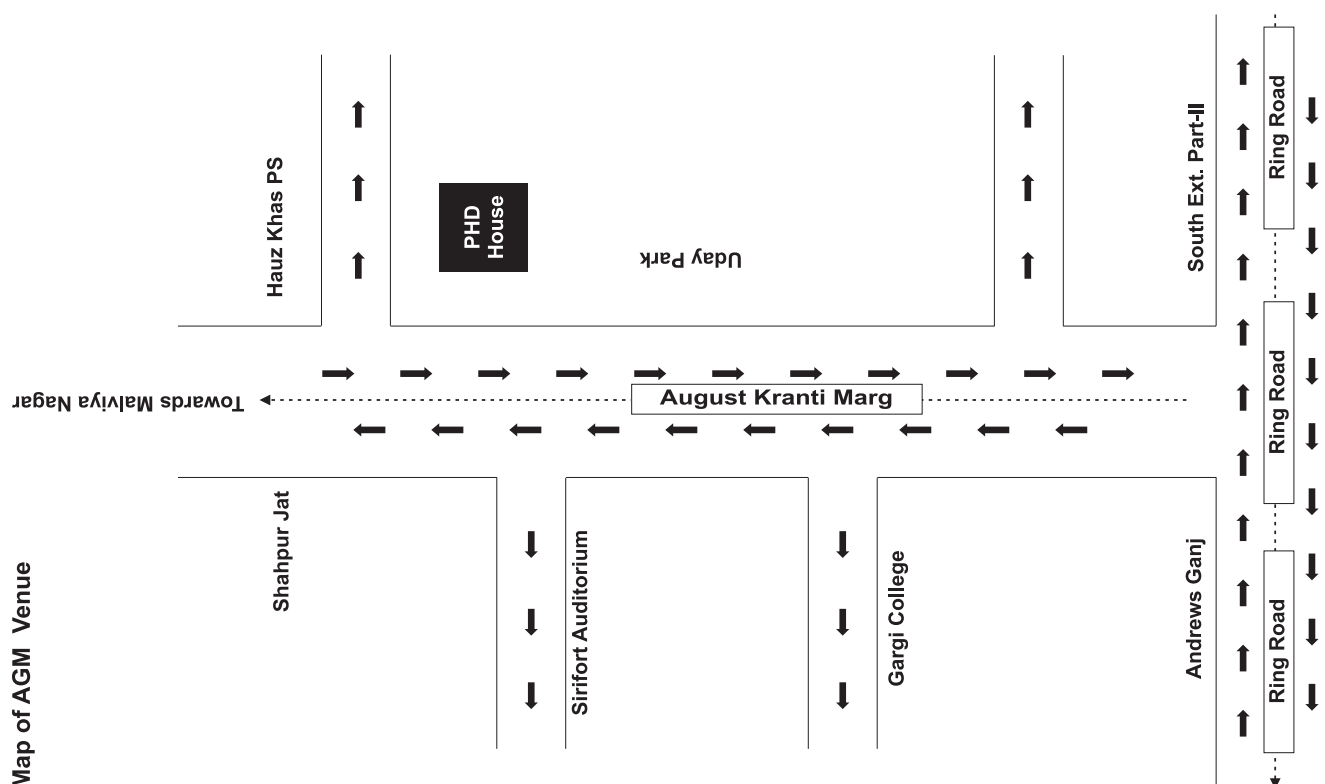 Map of AGM Venue
Hauz Khas PS
PHD
House
Uday Park
South Ext. Part-II
Ring Road
Towards Malviya Nagar
August Kranti Marg
Ring Road
Shahpur Jat
Sirifort Auditorium
Gargi College
Andrews Ganj
Ring Road